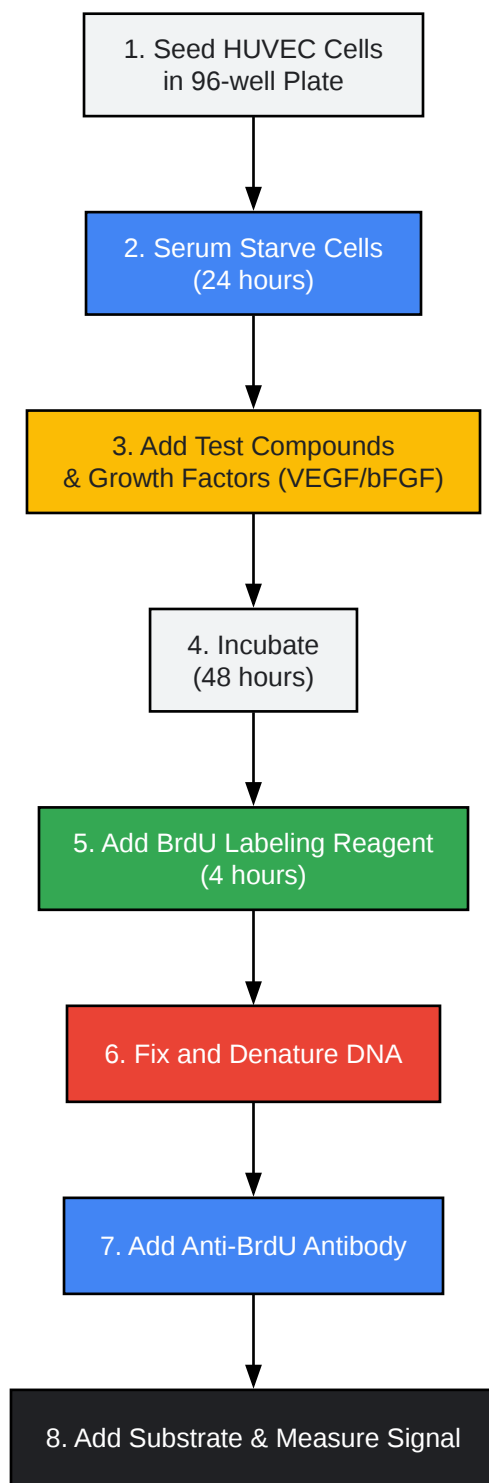 1. Seed HUVEC Cells
in 96-well Plate
2. Serum Starve Cells
(24 hours)
3. Add Test Compounds
& Growth Factors (VEGF/bFGF)
4. Incubate
(48 hours)
5. Add BrdU Labeling Reagent
(4 hours)
6. Fix and Denature DNA
7. Add Anti-BrdU Antibody
8. Add Substrate & Measure Signal